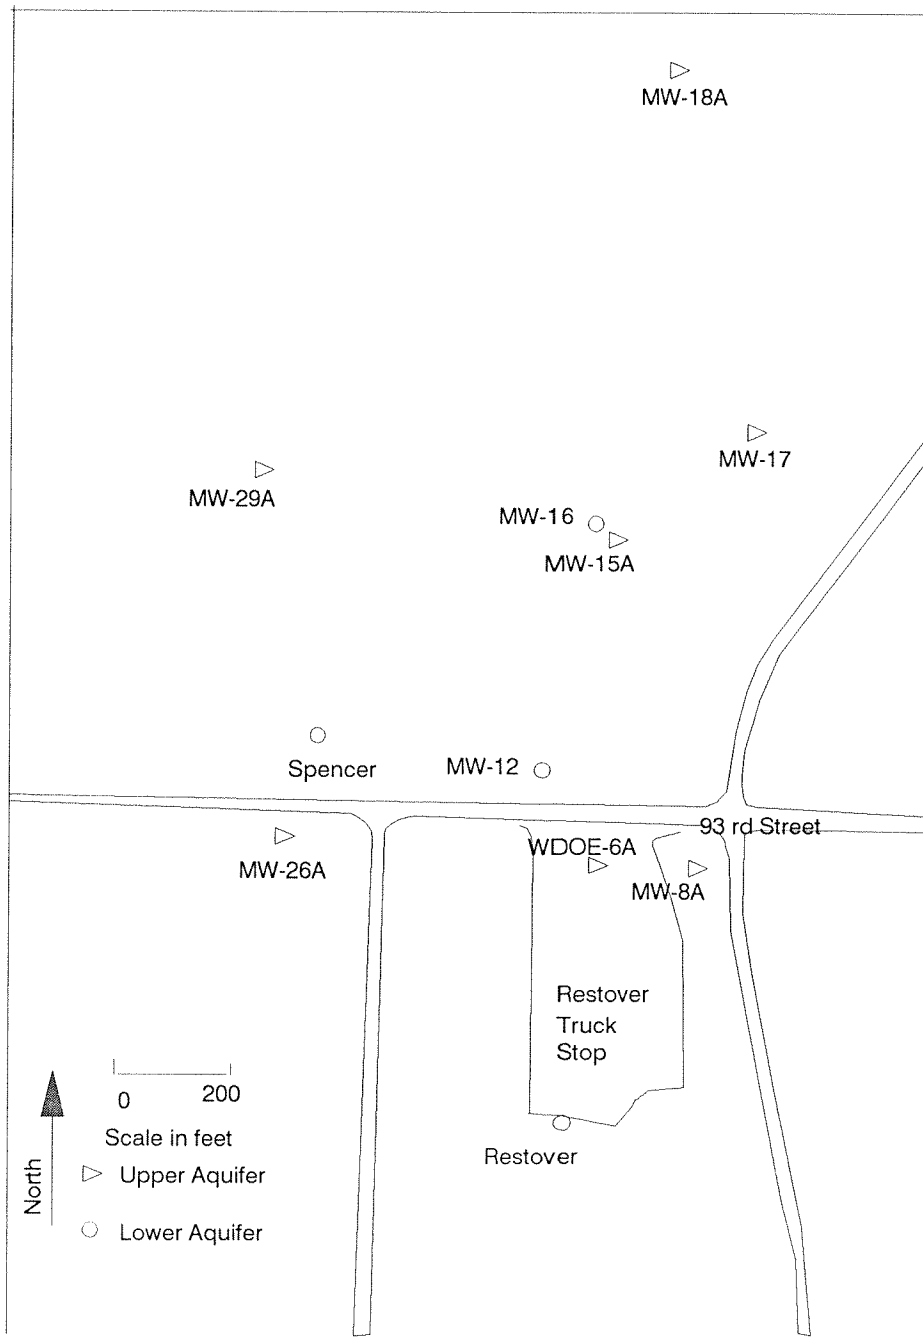 MW-18A
MW-17
MW-29A
MW-16
MW-15A
Spencer
MW-12
93 rd Street
WDOE-6A
MW-26A
MW-8A
Restover
Truck
Stop
0 200
Scale in feet
Restover
North
Upper Aquifer
Lower Aquifer